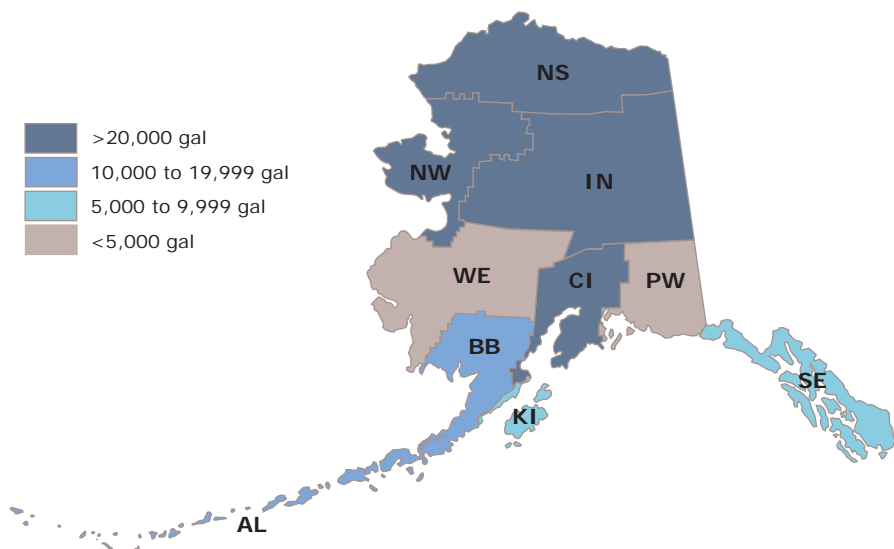 NS
>20,000 gal
10,000 to 19,999 gal
5,000 to 9,999 gal
<5,000 gal
NW
IN
WE
CI
PW
BB
SE
KI
AL